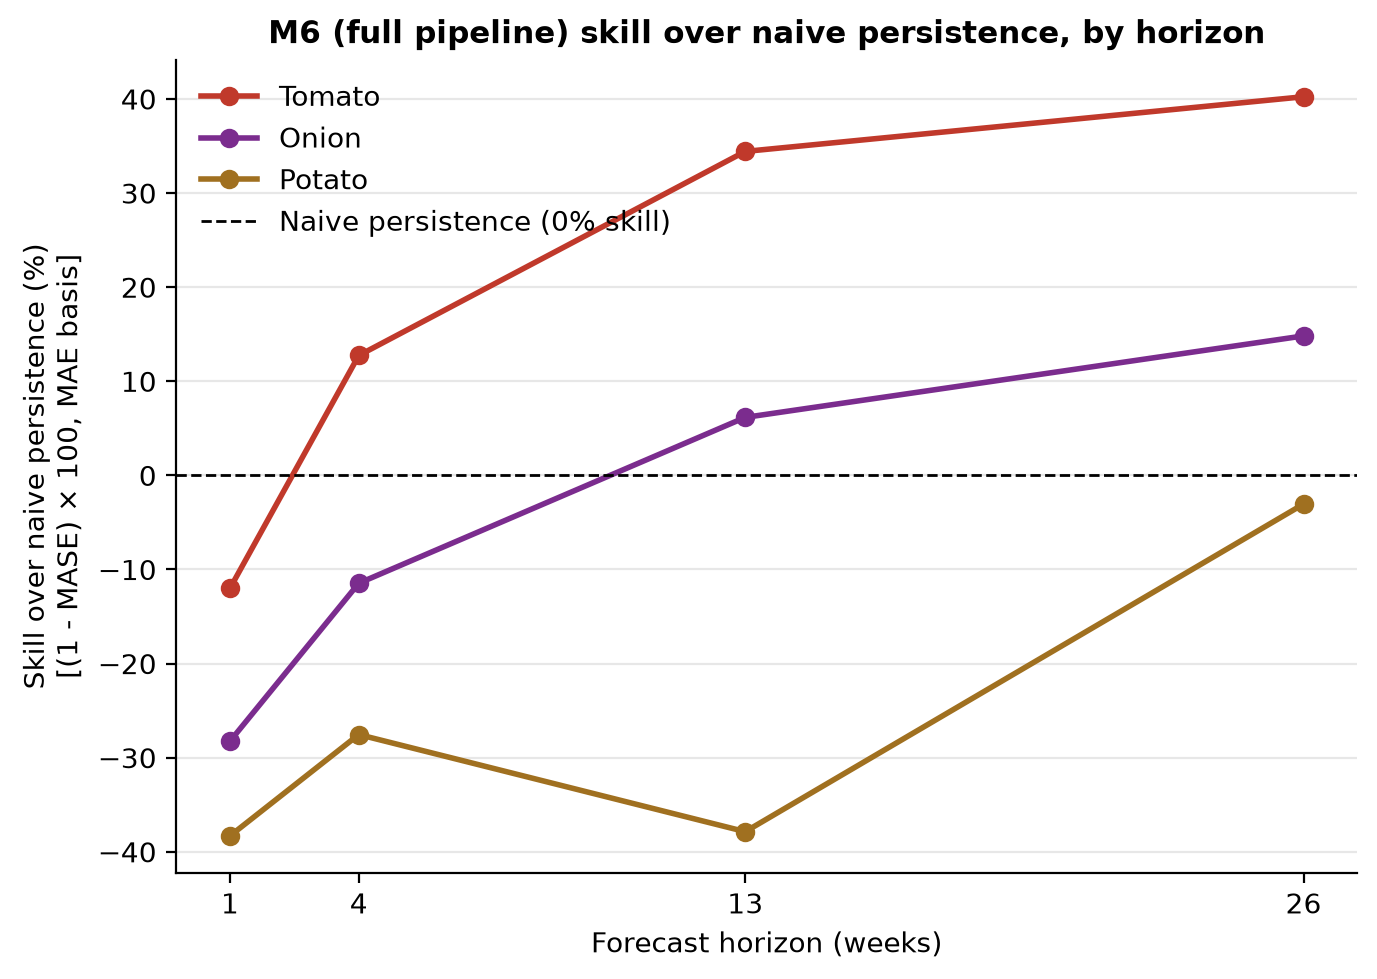 M6 (full pipeline) skill over naive persistence, by horizon
Tomato
Onion
Potato
Naive persistence (0% skill)
Skill over naive persistence (%)
[(1 - MASE) × 100, MAE basis]
40
30
20
10
0
−10
−20
−30
−40
1 4 13 26
Forecast horizon (weeks)